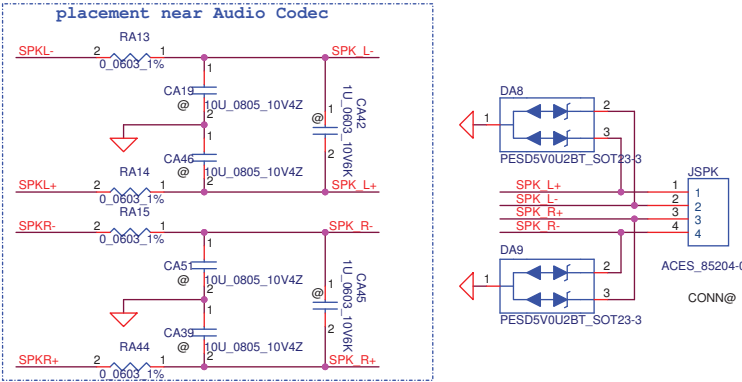 placement near Audio Codec
RA13
SPKL- 2 1 SPK_L-
0_0603_1%
1
CA19
@ 10U_0805_10V4Z
2
1
CA46
@ 10U_0805_10V4Z
2
@ 1
CA42
1U_0603_10V6K
2
RA14
SPKL+ 2 1 SPK_L+
0_0603_1%
RA15
SPKR- 2 1 SPK_R-
0_0603_1%
1
CA51
@ 10U_0805_10V4Z
2
1
CA39
@ 10U_0805_10V4Z
2
@ 1
CA45
1U_0603_10V6K
2
RA44
SPKR+ 2 1 SPK_R+
0_0603_1%
DA8
1 2
3
PESD5V0U2BT_SOT23-3
JSPK
SPK_L+ 1 1
SPK_L- 2 2
SPK_R+ 3 3
SPK_R- 4 4
DA9
1 2
3
PESD5V0U2BT_SOT23-3
ACES_85204-0
CONN@